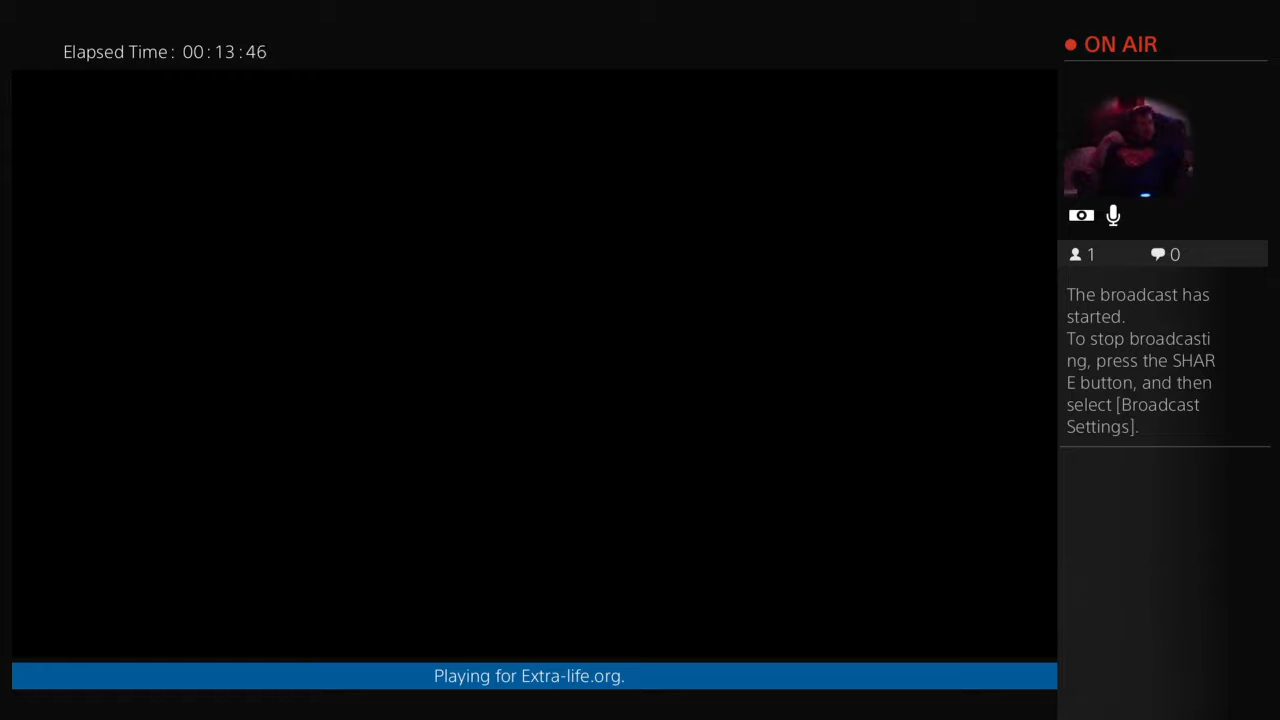 Elapsed Time: 00:13:46
ON AIR
1
0
The broadcast has
started.
To stop broadcasti
ng, press the SHAR
E button, and then
select [Broadcast
Settings].
Playing for Extra-life.org.